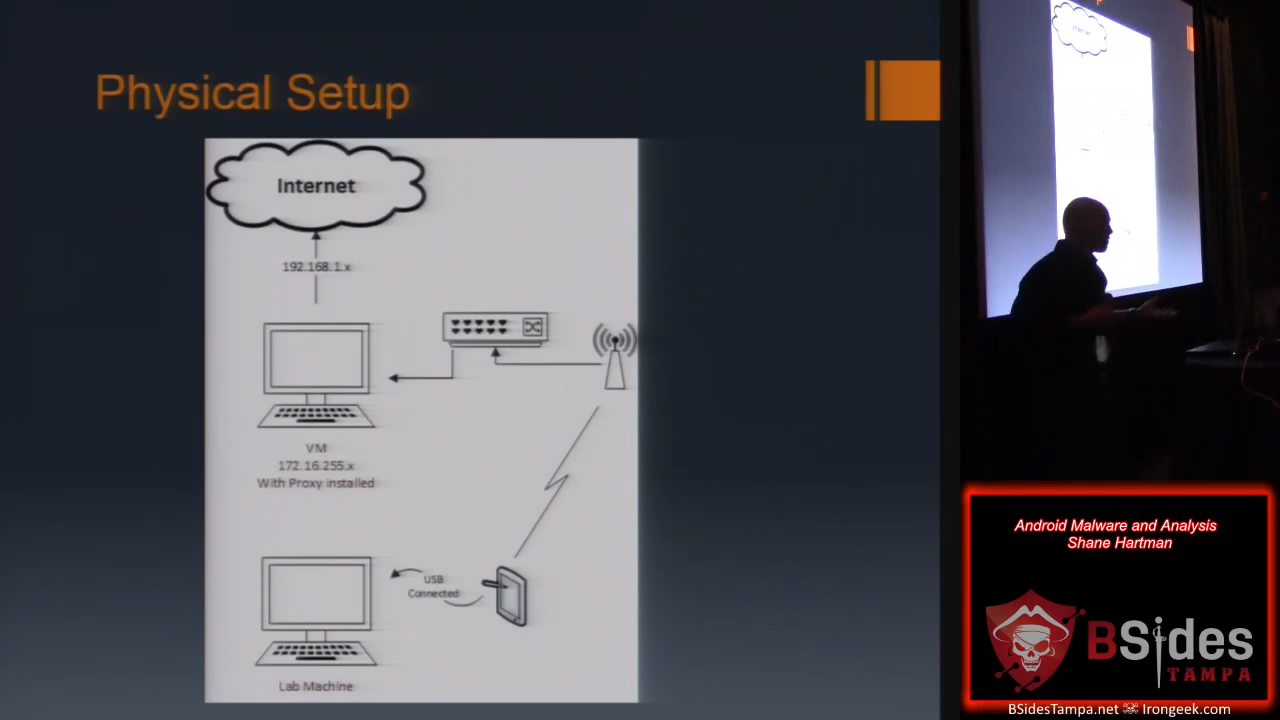 Physical Setup
Internet
192.168.1.x
VM
172.16.255.x
With Proxy installed
USB
Connected
Lab Machine
Internet
Android Malware and Analysis
Shane Hartman
BSides
TAMPA
BSidesTampa.net Irongeek.com